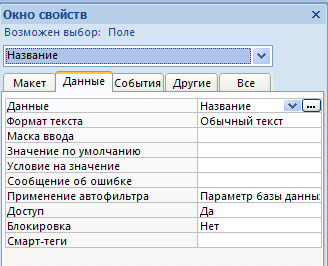 Окно свойств
Возможен выбор: Поле
Название
Макет Данные События Другие Все
Данные Название
Формат текста Обычный текст
Маска ввода
Значение по умолчанию
Условие на значение
Сообщение об ошибке
Применение автофильтра Параметр базы данных
Доступ Да
Блокировка Нет
Смарт-теги